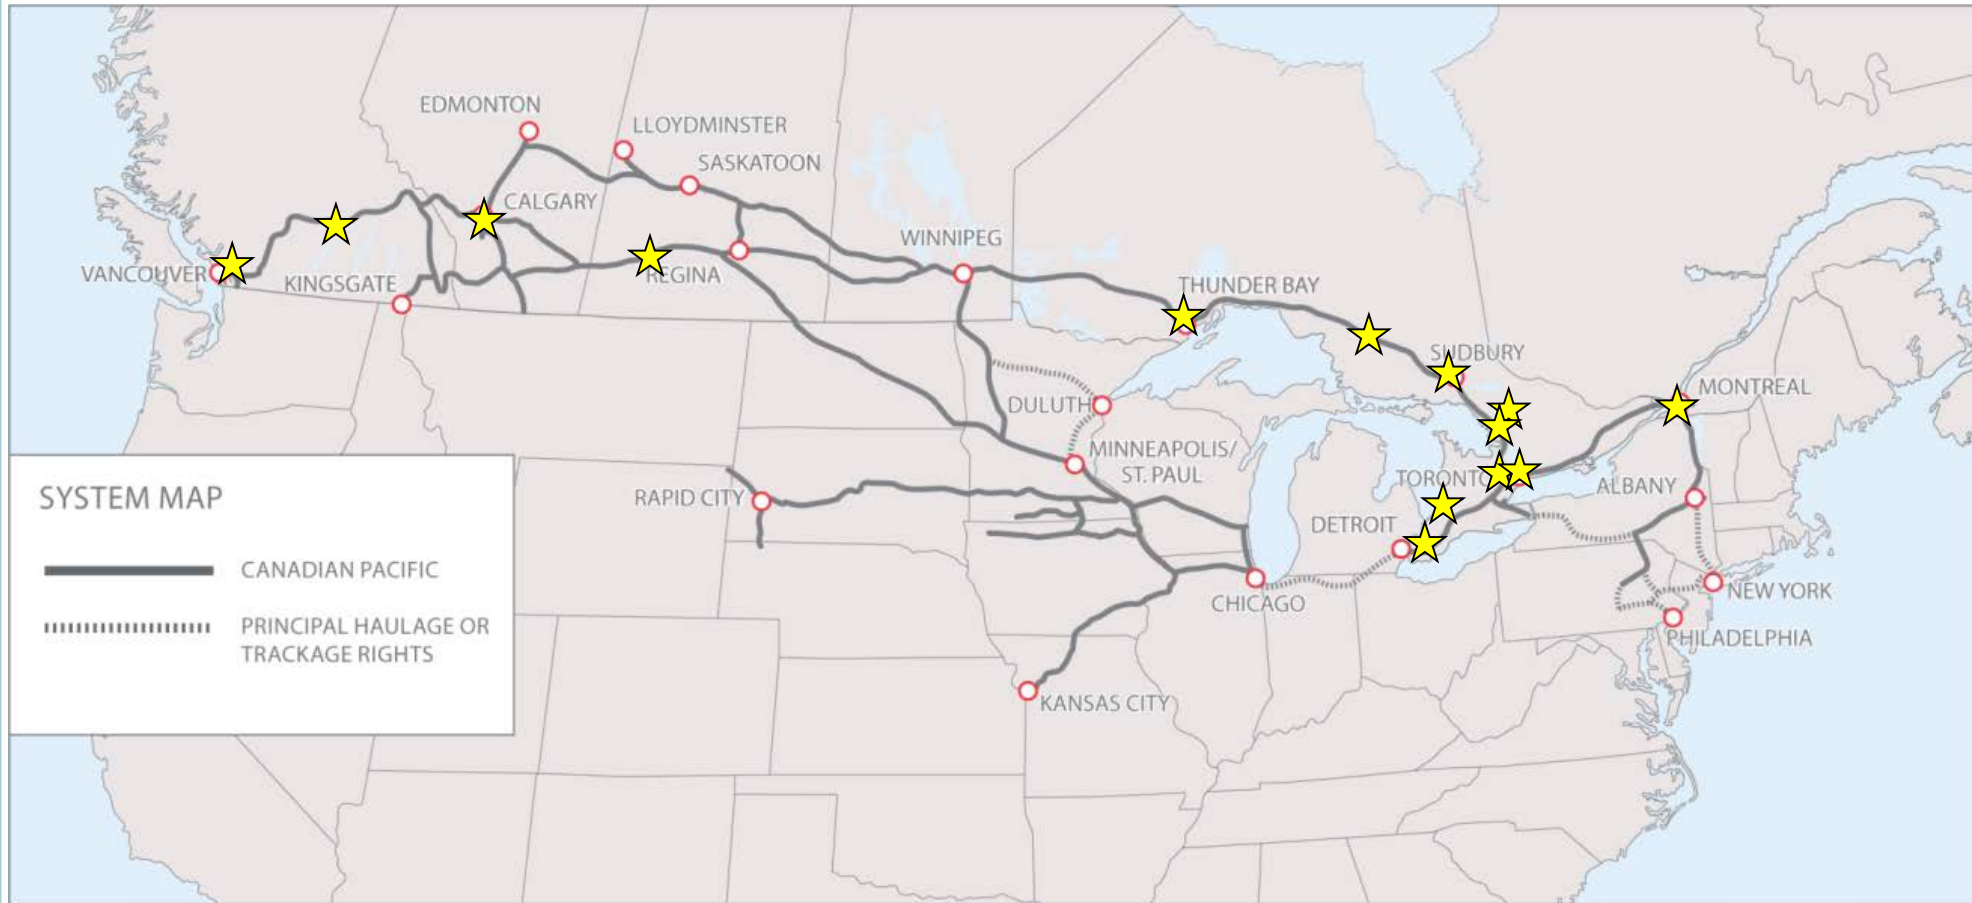 EDMONTON
LLOYDMINSTER
SASKATOON
CALGARY
WINNIPEG
VANCOUVER
KINGSGATE
REGINA
THUNDER BAY
SUDBURY
MONTREAL
DULUTH
MINNEAPOLIS/
ST. PAUL
TORONTO
ALBANY
RAPID CITY
DETROIT
CHICAGO
NEW YORK
PHILADELPHIA
KANSAS CITY
SYSTEM MAP
CANADIAN PACIFIC
PRINCIPAL HAULAGE OR
TRACKAGE RIGHTS